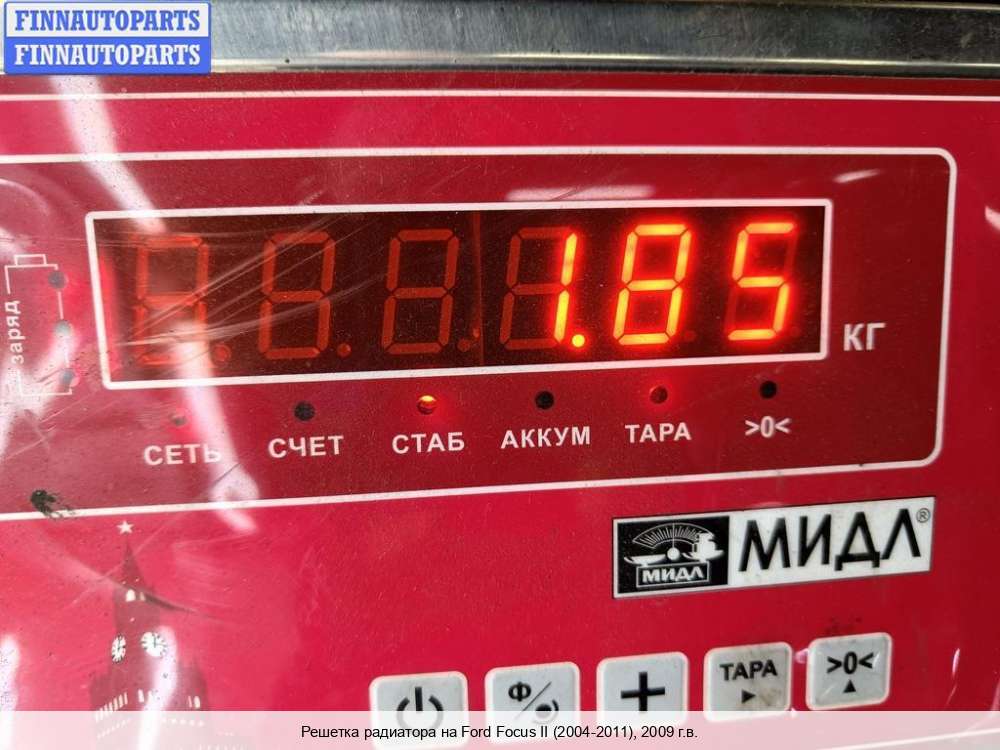 FINNAUTOPARTS
FINNAUTOPARTS
1.85
КГ
заряд
СЕТЬ СЧЕТ СТАБ АККУМ ТАРА >0<
МИДЛ МИДЛ®
Ф/
+
ТАРА >0<
Решетка радиатора на Ford Focus II (2004-2011), 2009 г.в.